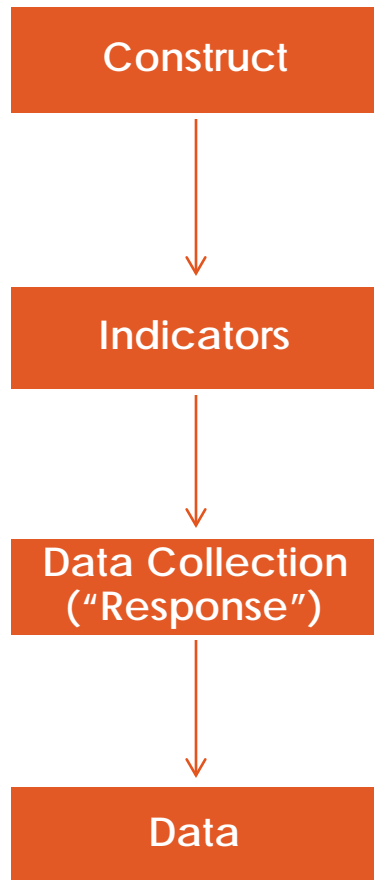 Construct
Indicators
Data Collection
(“Response”)
Data